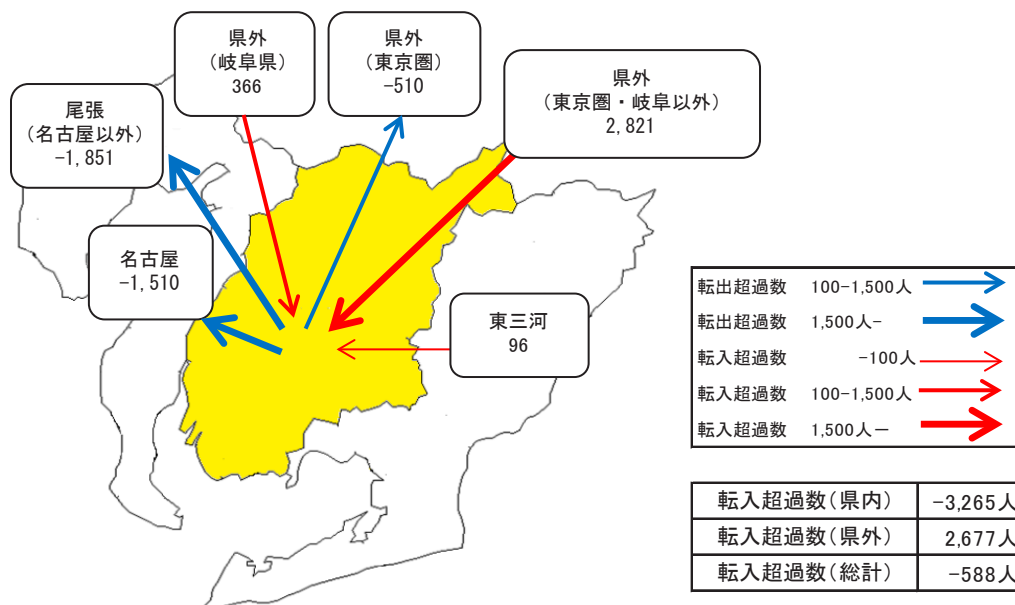 県外
（岐阜県）
366
県外
（東京圏）
-510
県外
（東京圏・岐阜以外）
2,821
尾張
（名古屋以外）
-1,851
名古屋
-1,510
東三河
96
転出超過数 100-1,500人
転出超過数 1,500人-
転入超過数 -100人
転入超過数 100-1,500人
転入超過数 1,500人ー
転入超過数（県内） -3,265人
転入超過数（県外） 2,677人
転入超過数（総計） -588人